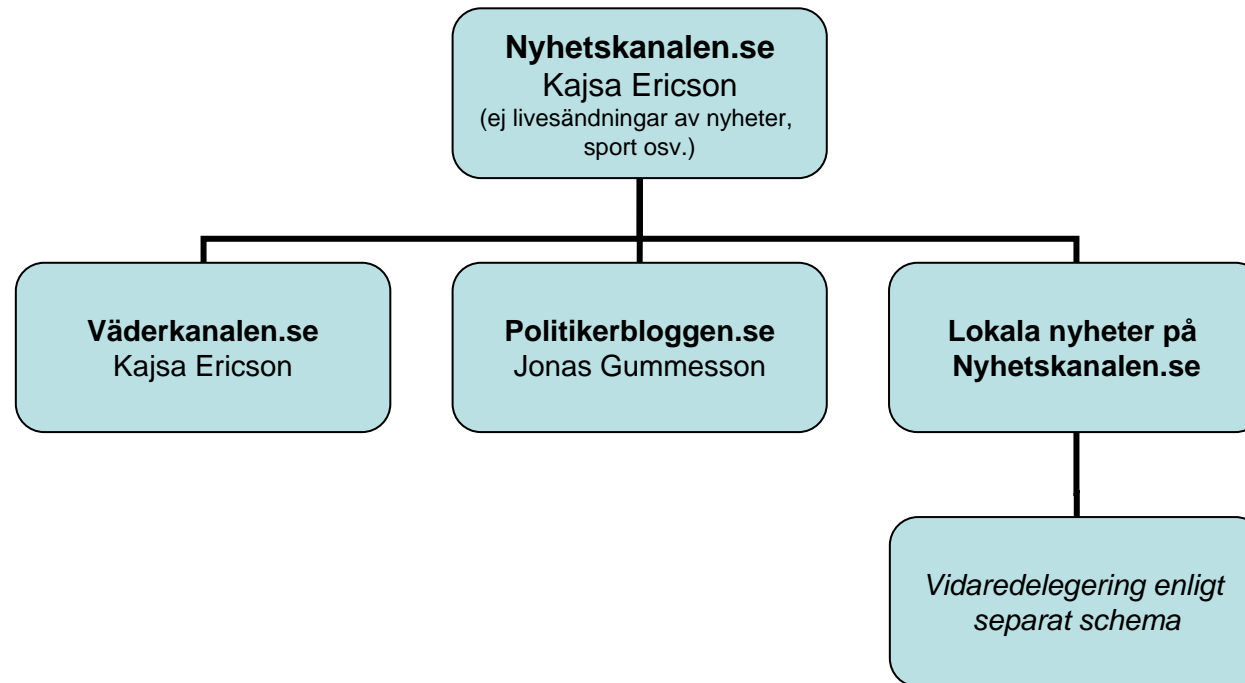 Nyhetskanalen.se
Kajsa Ericson
(ej livesändningar av nyheter,
sport osv.)
Väderkanalen.se
Kajsa Ericson
Politikerbloggen.se
Jonas Gummesson
Lokala nyheter på
Nyhetskanalen.se
Vidaredelegering enligt
separat schema